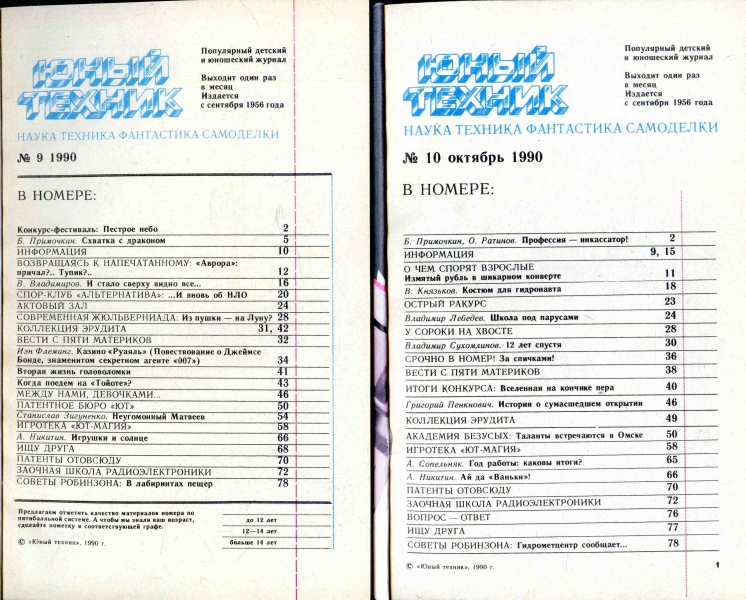 ЮНЫЙ
ТЕХНИК
Популярный детский
и юношеский журнал
Выходит один раз
в месяц
Издается
с сентября 1956 года
НАУКА ТЕХНИКА ФАНТАСТИКА САМОДЕЛКИ
№ 9 1990
В НОМЕРЕ:
Конкурс-фестиваль: Пестрое небо 2
Б. Примочкин. Схватка с драконом 5
ИНФОРМАЦИЯ 10
ВОЗВРАЩАЯСЬ К НАПЕЧАТАННОМУ: «Аврора»:
причал?.. Тупик?.. 12
В. Владимиров. И стало сверху видно все... 16
СПОР-КЛУБ «АЛЬТЕРНАТИВА»: ...И вновь об НЛО 20
АКТОВЫЙ ЗАЛ 24
СОВРЕМЕННАЯ ЖЮЛЬВЕРНИАДА: Из пушки — на Луну? 28
КОЛЛЕКЦИЯ ЭРУДИТА 31, 42
ВЕСТИ С ПЯТИ МАТЕРИКОВ 32
Иэн Флеминг. Казино «Руаяль» (Повествование о Джеймсе
Бонде, знаменитом секретном агенте «007») 34
Вторая жизнь головоломки 41
Когда поедем на «Тойоте»? 43
МЕЖДУ НАМИ, ДЕВОЧКАМИ... 46
ПАТЕНТНОЕ БЮРО «ЮТ» 50
Станислав Зигуненко. Неугомонный Матвеев 54
ИГРОТЕКА «ЮТ-МАГИЯ» 58
А. Никитин. Игрушки и солнце 66
ИЩУ ДРУГА 68
ПАТЕНТЫ ОТОВСЮДУ 70
ЗАОЧНАЯ ШКОЛА РАДИОЭЛЕКТРОНИКИ 72
СОВЕТЫ РОБИНЗОНА: В лабиринтах пещер 78
Предлагаем отметить качество материалов номера по
пятибалльной системе. А чтобы мы знали ваш возраст,
сделайте пометку в соответствующей графе.
до 12 лет
12—14 лет
больше 14 лет
© «Юный техник», 1990 г.
ЮНЫЙ
ТЕХНИК
Популярный детский
и юношеский журнал
Выходит один раз
в месяц
Издается
с сентября 1956 года
НАУКА ТЕХНИКА ФАНТАСТИКА САМОДЕЛКИ
№ 10 октябрь 1990
В НОМЕРЕ:
Б. Примочкин, О. Ратинов. Профессия — инкассатор! 2
ИНФОРМАЦИЯ 9, 15
О ЧЕМ СПОРЯТ ВЗРОСЛЫЕ
Измятый рубль в шикарном конверте 11
В. Князьков. Костюм для гидронавта 18
ОСТРЫЙ РАКУРС 23
Владимир Лебедев. Школа под парусами 24
У СОРОКИ НА ХВОСТЕ 28
Владимир Сухомлинов. 12 лет спустя 30
СРОЧНО В НОМЕР! За спичками! 36
ВЕСТИ С ПЯТИ МАТЕРИКОВ 38
ИТОГИ КОНКУРСА: Вселенная на кончике пера 40
Григорий Пенкнович. История о сумасшедшем открытии 46
КОЛЛЕКЦИЯ ЭРУДИТА 49
АКАДЕМИЯ БЕЗУСЫХ: Таланты встречаются в Омске 50
ИГРОТЕКА «ЮТ-МАГИЯ» 58
А. Сопельняк. Год работы: каковы итоги? 65
А. Никитин. Ай да «Ваньки»! 66
ПАТЕНТЫ ОТОВСЮДУ 70
ЗАОЧНАЯ ШКОЛА РАДИОЭЛЕКТРОНИКИ 72
ВОПРОС — ОТВЕТ 76
ИЩУ ДРУГА 77
СОВЕТЫ РОБИНЗОНА: Гидрометцентр сообщает... 78
© «Юный техник», 1990 г.
1